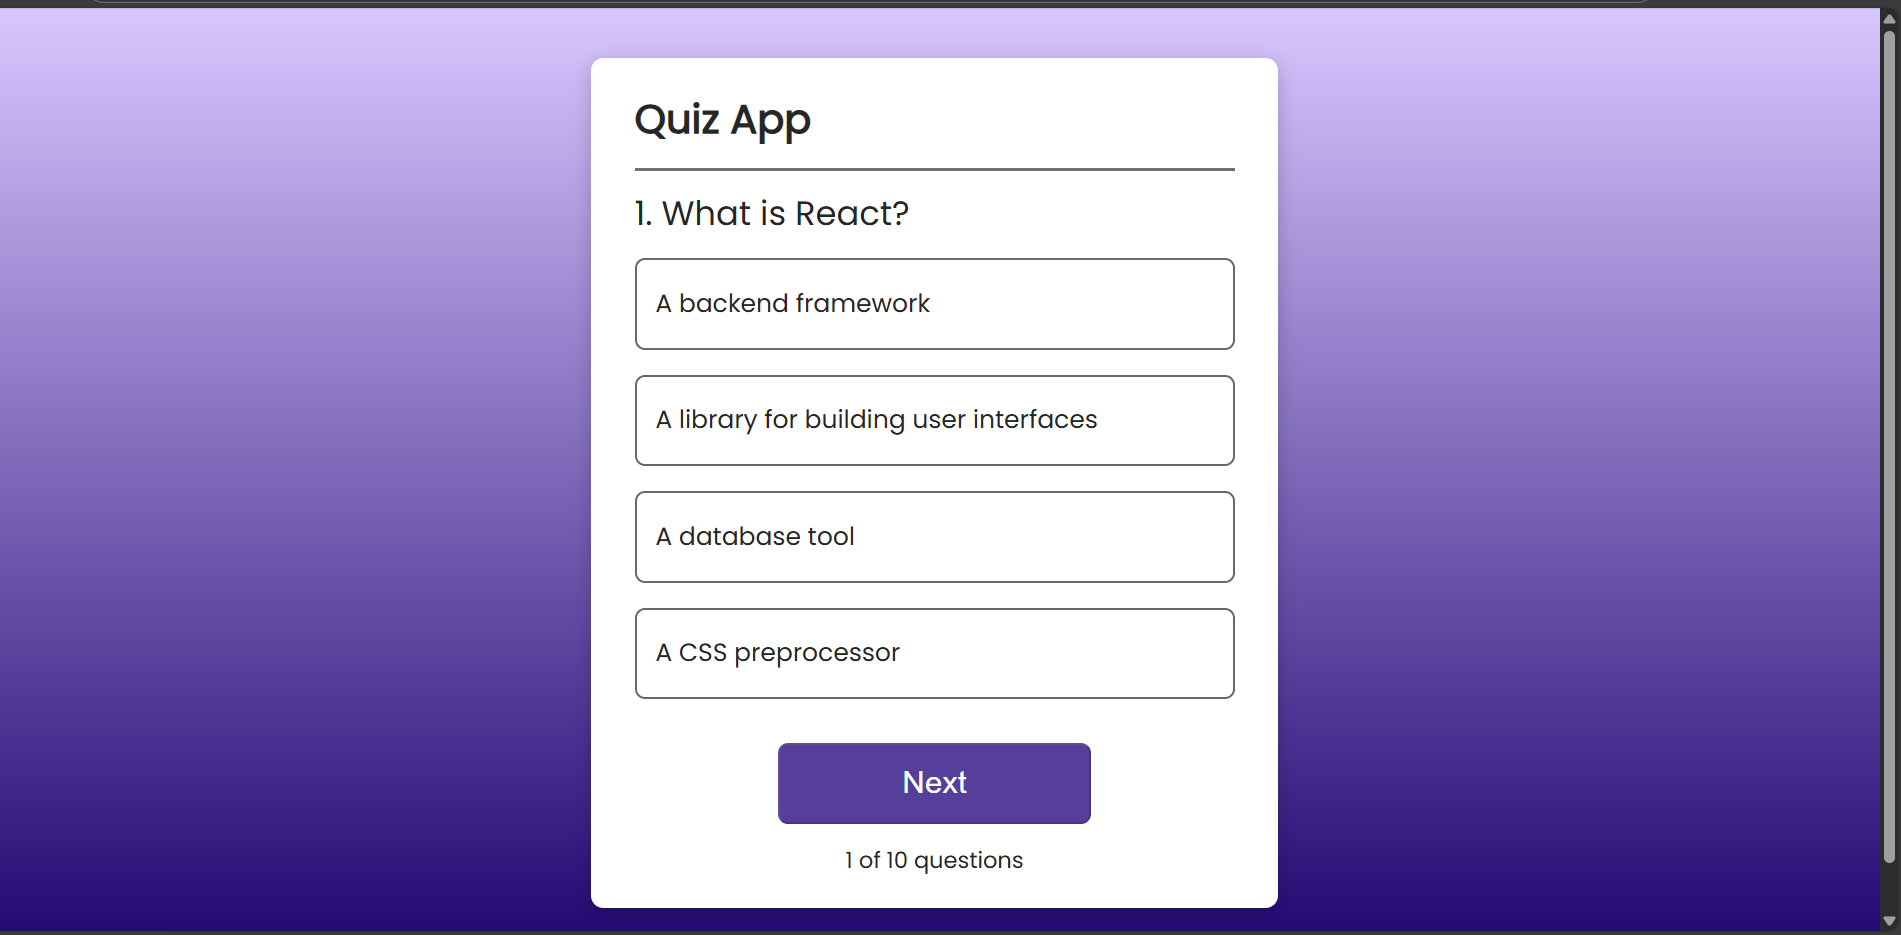 Quiz App
1. What is React?
A backend framework
A library for building user interfaces
A database tool
A CSS preprocessor
Next
1 of 10 questions